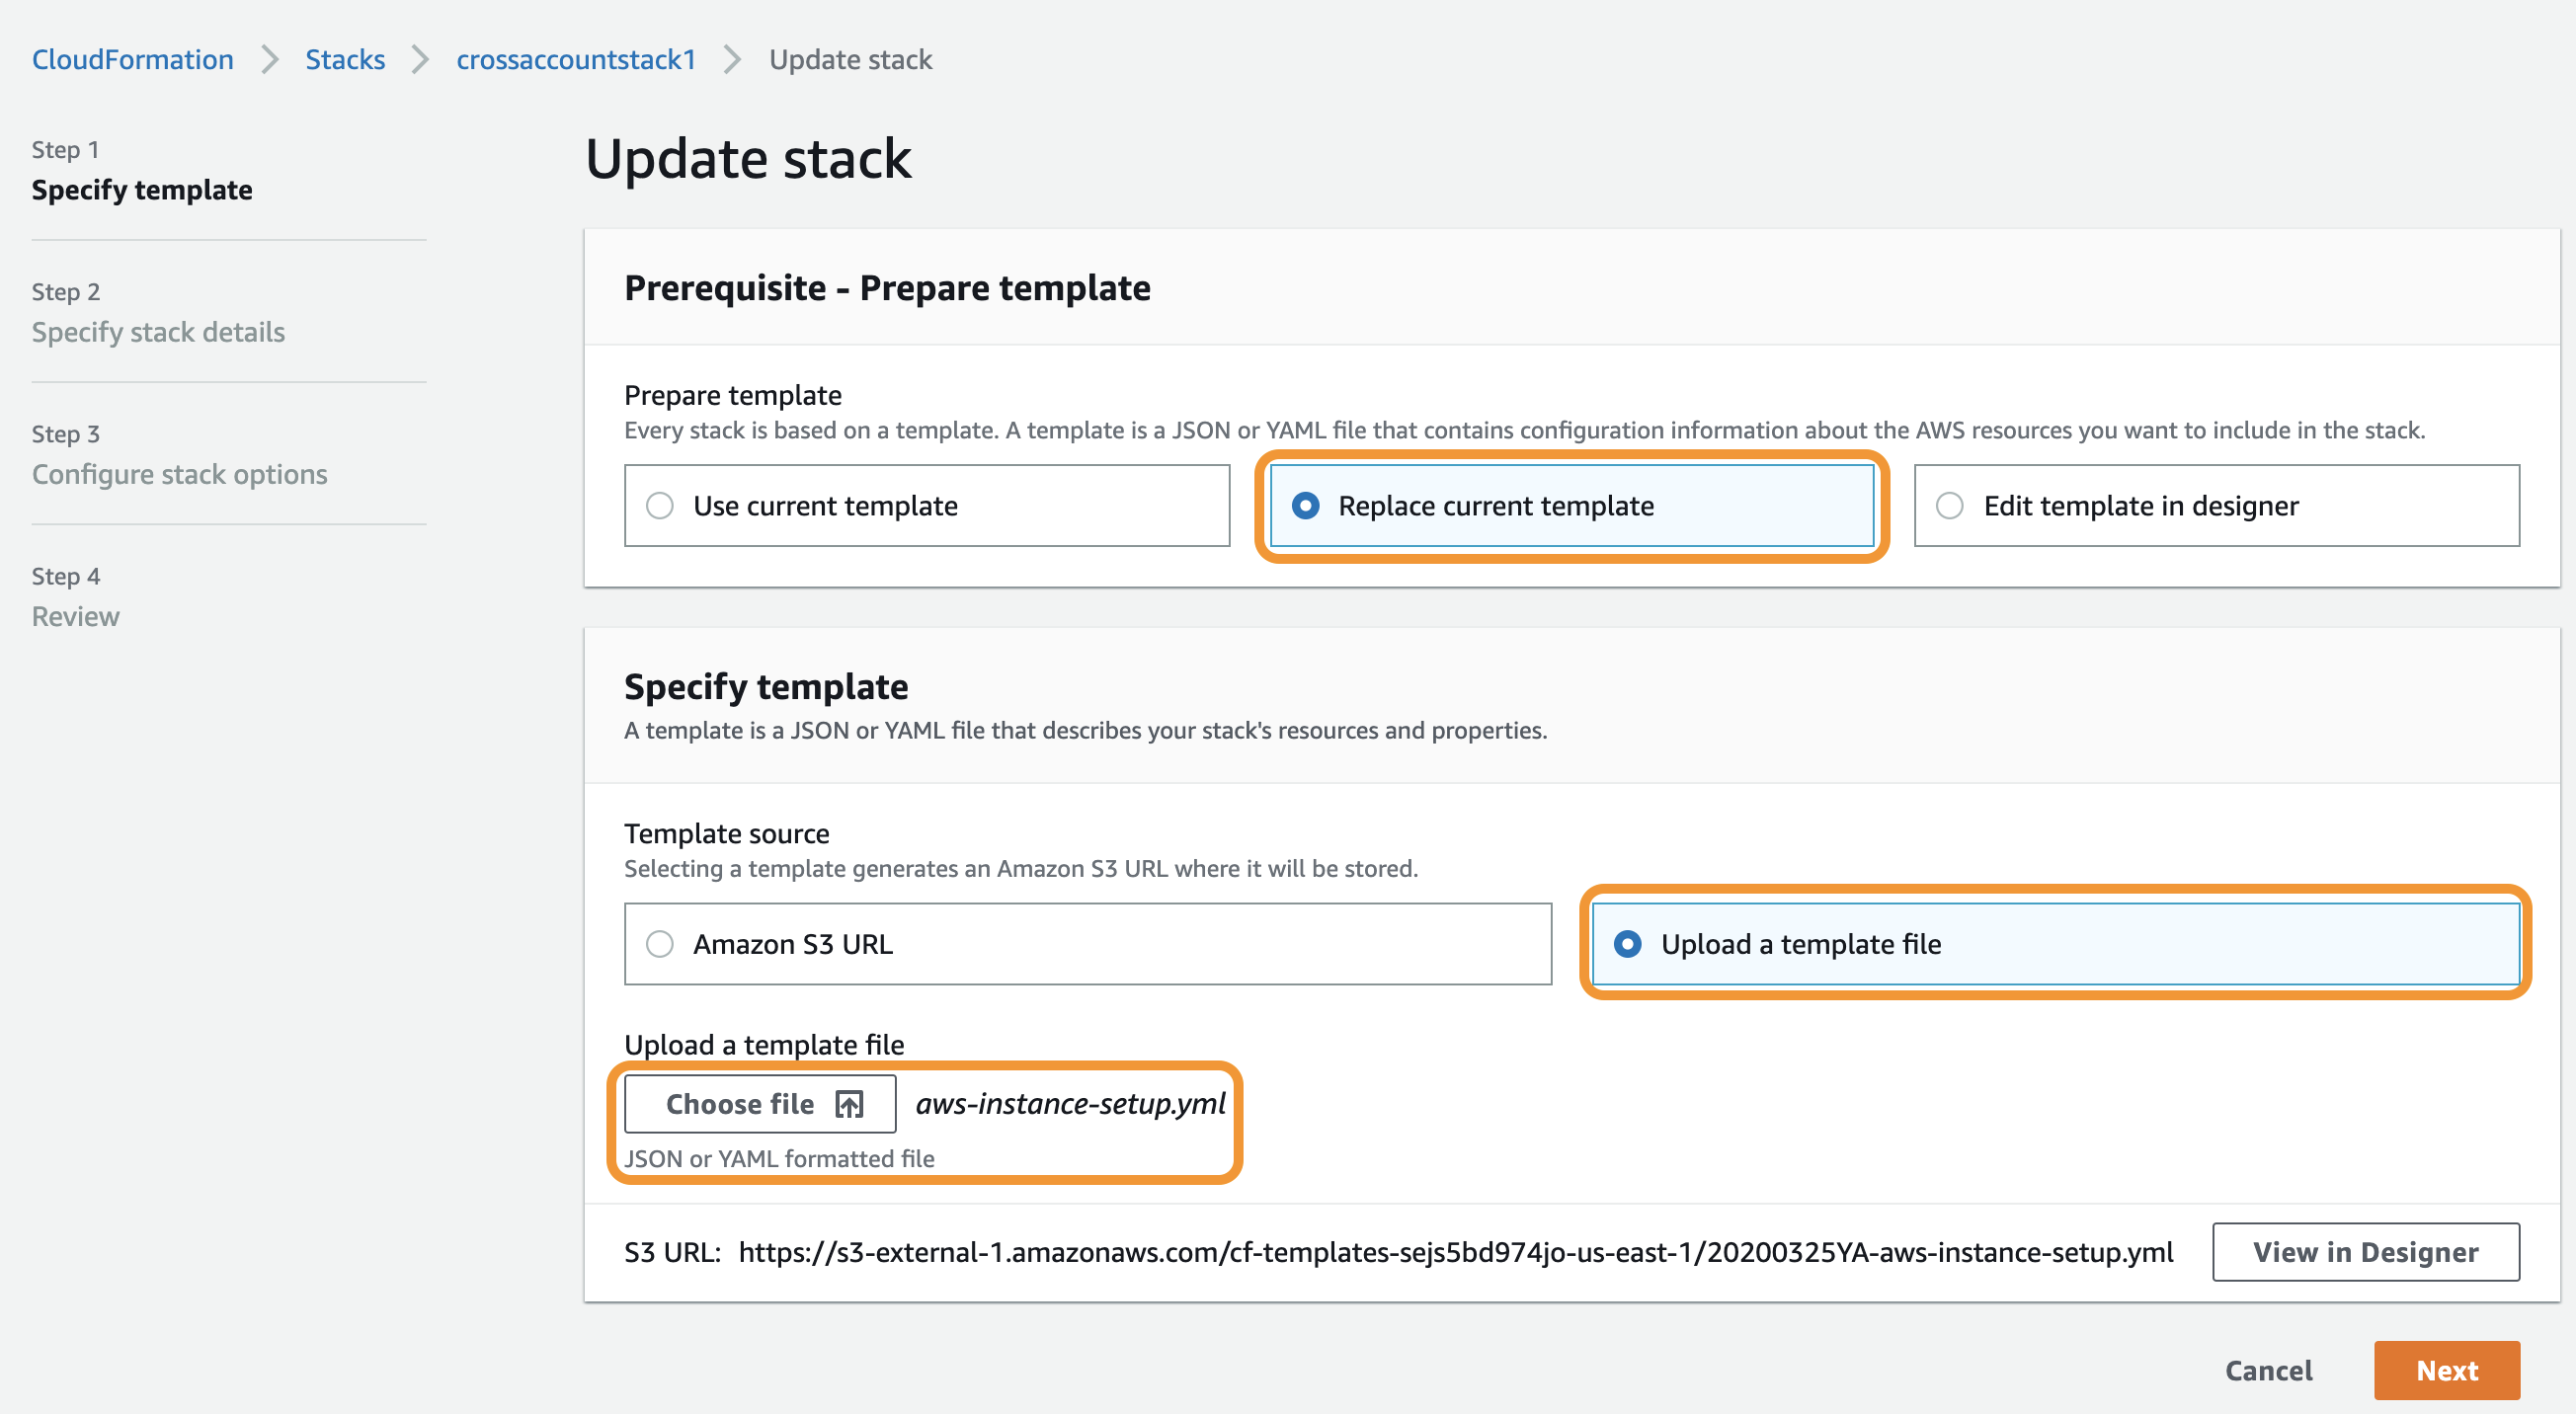 CloudFormation > Stacks > crossaccountstack1 > Update stack
Step 1
Specify template
Step 2
Specify stack details
Step 3
Configure stack options
Step 4
Review
Update stack
Prerequisite - Prepare template
Prepare template
Every stack is based on a template. A template is a JSON or YAML file that contains configuration information about the AWS resources you want to include in the stack.
Use current template
Replace current template
Edit template in designer
Specify template
A template is a JSON or YAML file that describes your stack's resources and properties.
Template source
Selecting a template generates an Amazon S3 URL where it will be stored.
Amazon S3 URL
Upload a template file
Upload a template file
Choose file
aws-instance-setup.yml
JSON or YAML formatted file
S3 URL: https://s3-external-1.amazonaws.com/cf-templates-sejs5bd974jo-us-east-1/20200325YA-aws-instance-setup.yml
View in Designer
Cancel
Next